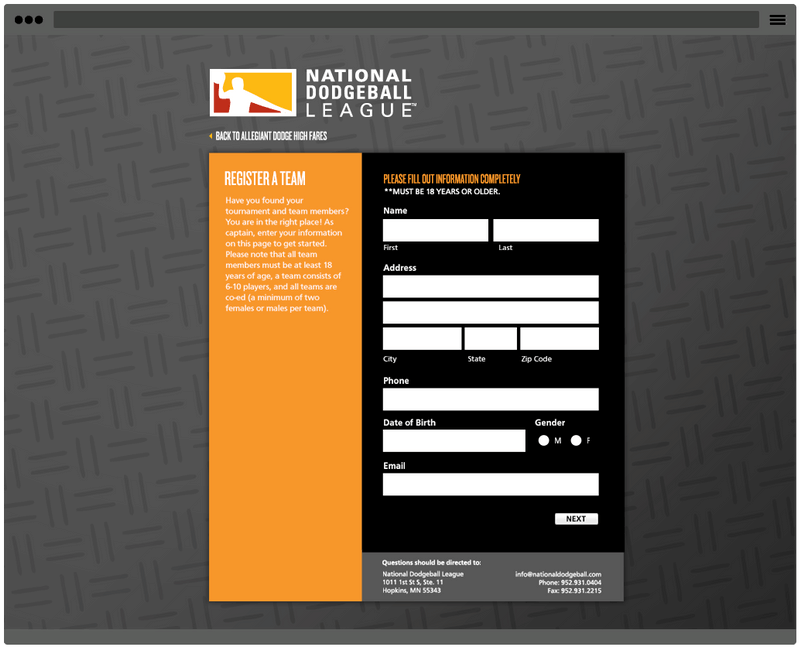 NATIONAL
DODGEBALL
LEAGUE™
BACK TO ALLEGIANT DODGE HIGH FARES
REGISTER A TEAM
Have you found your
tournament and team members?
You are in the right place! As
captain, enter your information
on this page to get started.
Please note that all team
members must be at least 18
years of age, a team consists of
6-10 players, and all teams are
co-ed (a minimum of two
females or males per team).
PLEASE FILL OUT INFORMATION COMPLETELY
**MUST BE 18 YEARS OR OLDER.
Name
First Last
Address
City State Zip Code
Phone
Date of Birth Gender
M F
Email
NEXT
Questions should be directed to:
National Dodgeball League info@nationaldodgeball.com
1011 1st St S, Ste. 11 Phone: 952.931.0404
Hopkins, MN 55343 Fax: 952.931.2215